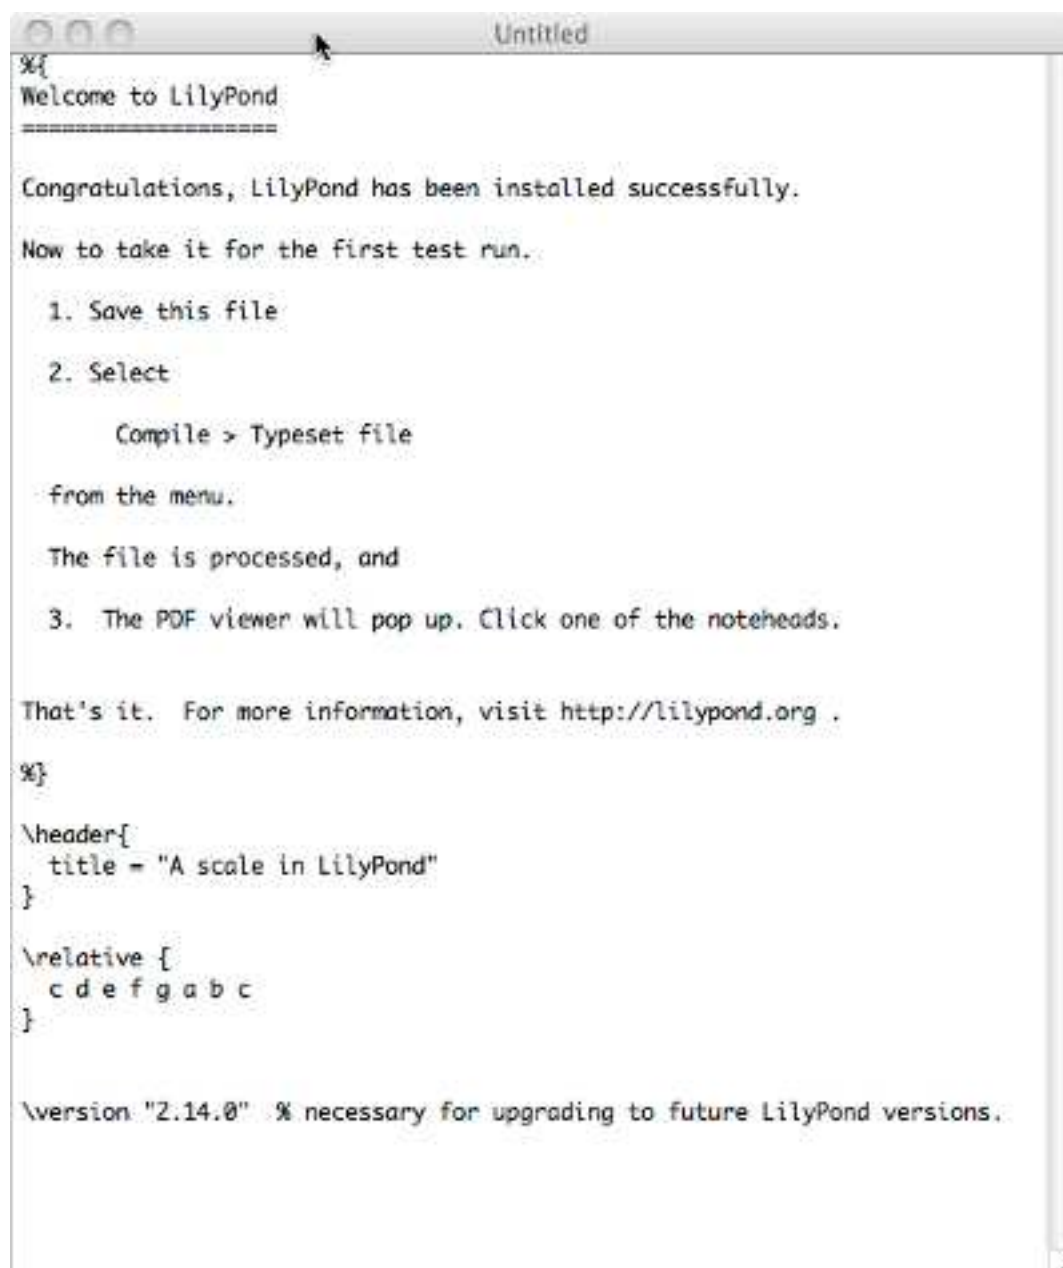 Untitled
%{
Welcome to LilyPond
===================
Congratulations, LilyPond has been installed successfully.
Now to take it for the first test run.
1. Save this file
2. Select
Compile > Typeset file
from the menu.
The file is processed, and
3.  The PDF viewer will pop up. Click one of the noteheads.
That's it.  For more information, visit http://lilypond.org .
%}
\header{
title = "A scale in LilyPond"
}
\relative {
c d e f g a b c
}
\version "2.14.0"  % necessary for upgrading to future LilyPond versions.